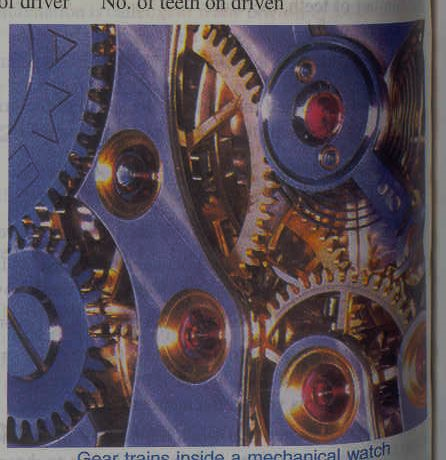 of driver No. of teeth on driven
Gear trains inside a mechanical watch